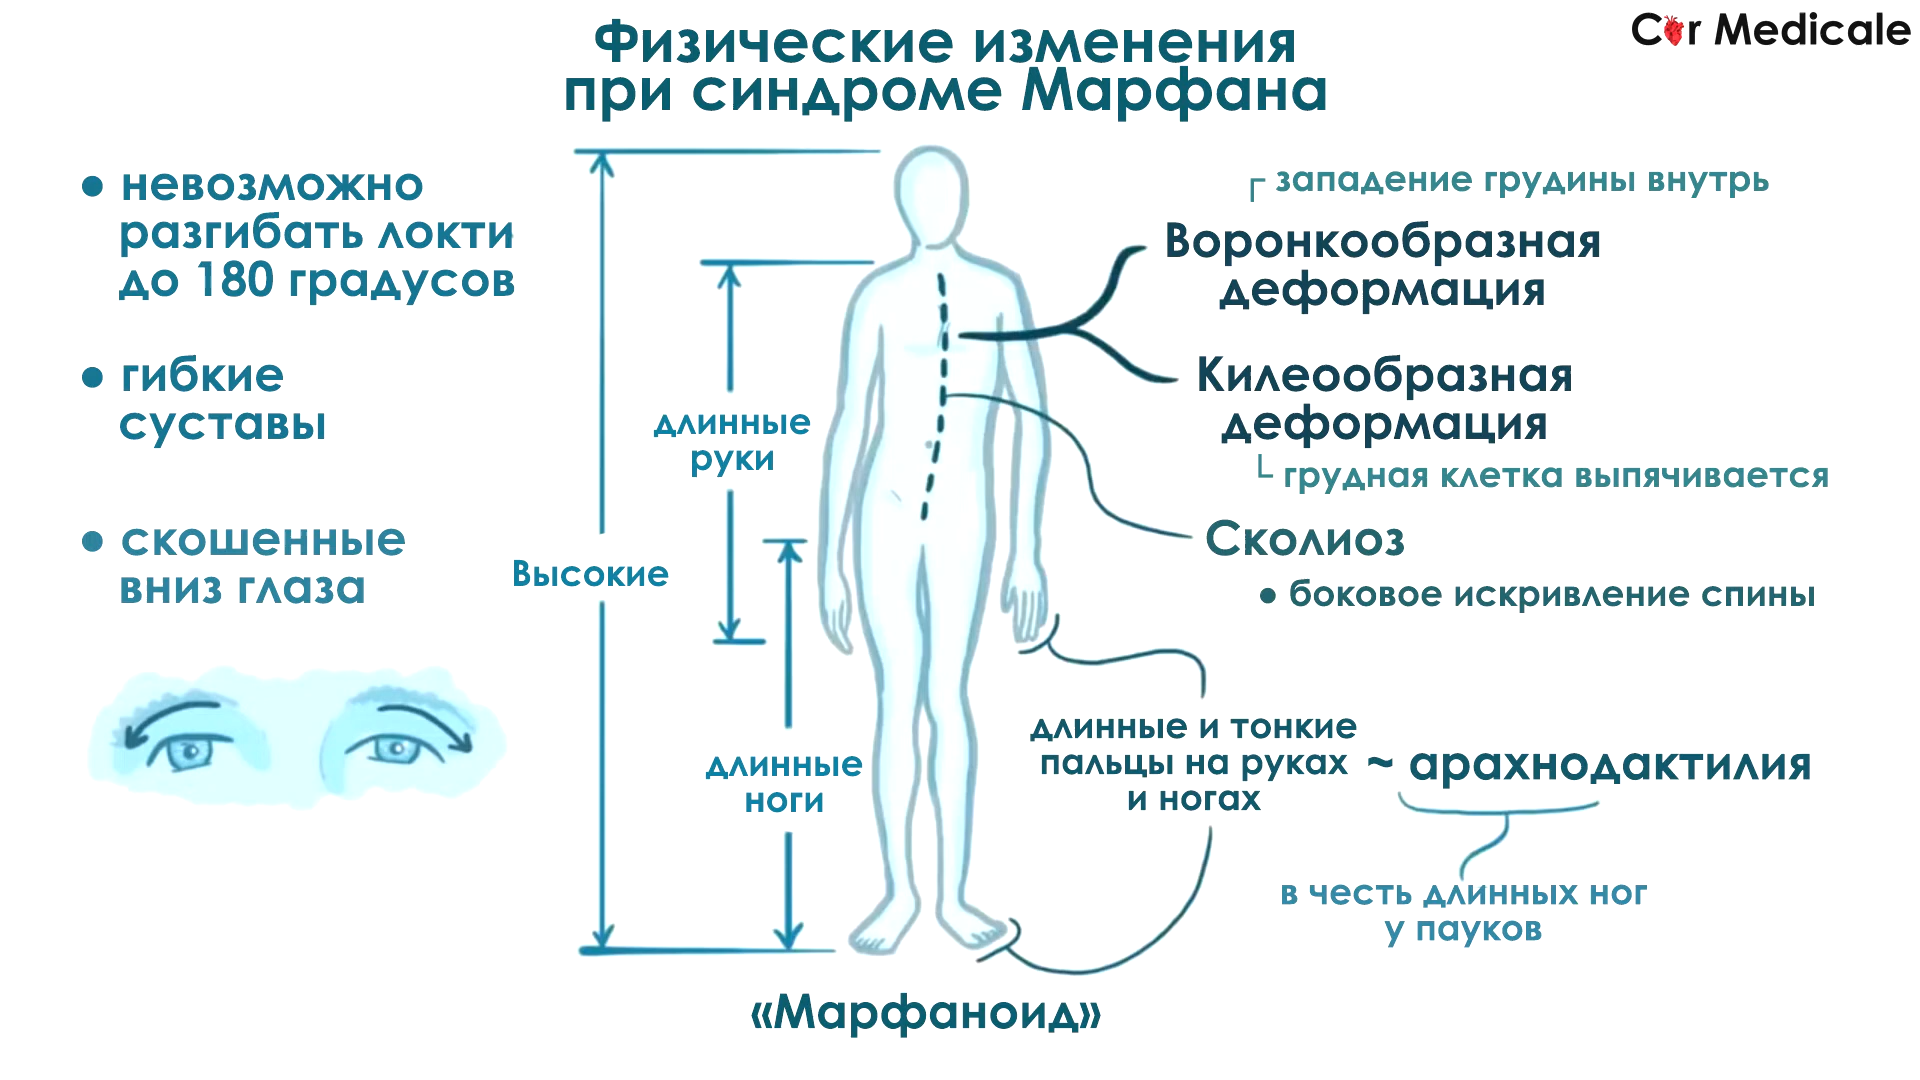 Cor Medicale
Физические изменения
при синдроме Марфана
● невозможно
разгибать локти
до 180 градусов
● гибкие
суставы
● скошенные
вниз глаза
Высокие
длинные
руки
длинные
ноги
западение грудины внутрь
Воронкообразная
деформация
Килеообразная
деформация
грудная клетка выпячивается
Сколиоз
● боковое искривление спины
длинные и тонкие
пальцы на руках ~ арахнодактилия
и ногах
в честь длинных ног
у пауков
«Марфаноид»